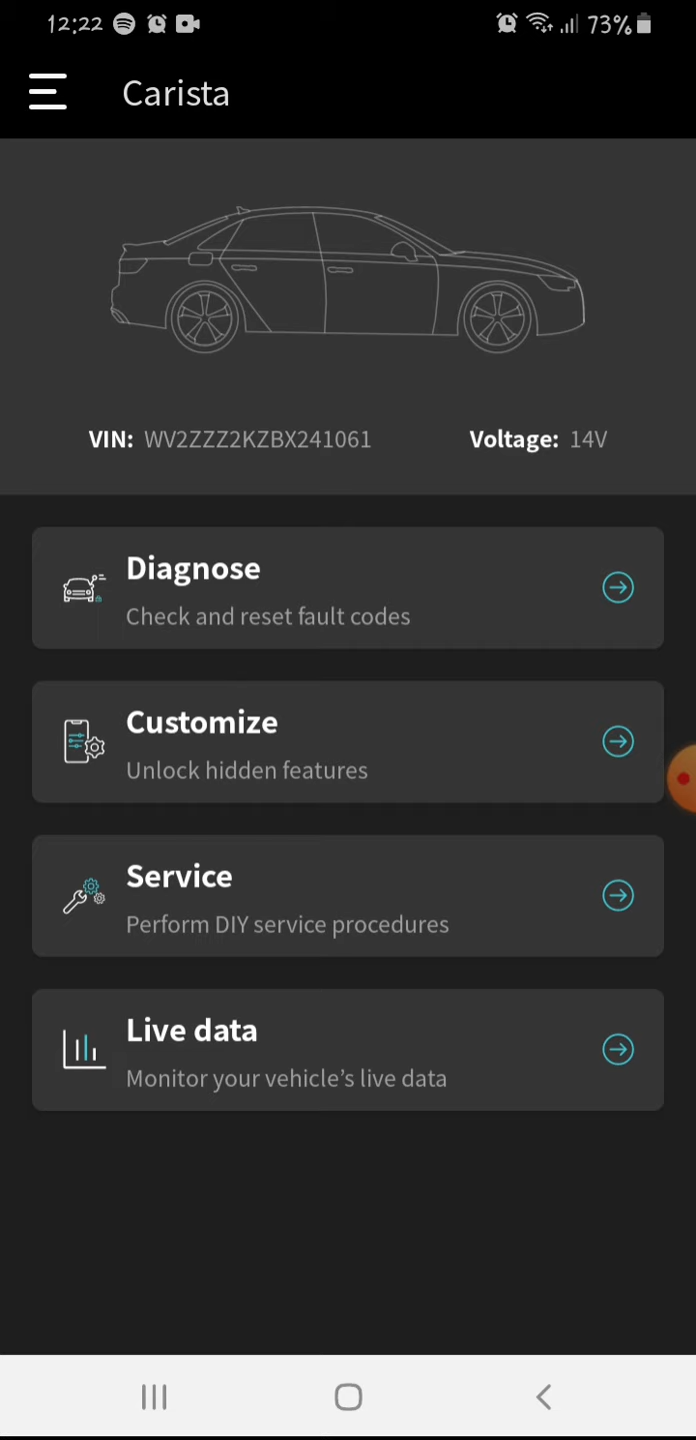 12:22 73%
Carista
VIN: WV2ZZZ2KZBX241061 Voltage: 14V
Diagnose
Check and reset fault codes
Customize
Unlock hidden features
Service
Perform DIY service procedures
Live data
Monitor your vehicle’s live data